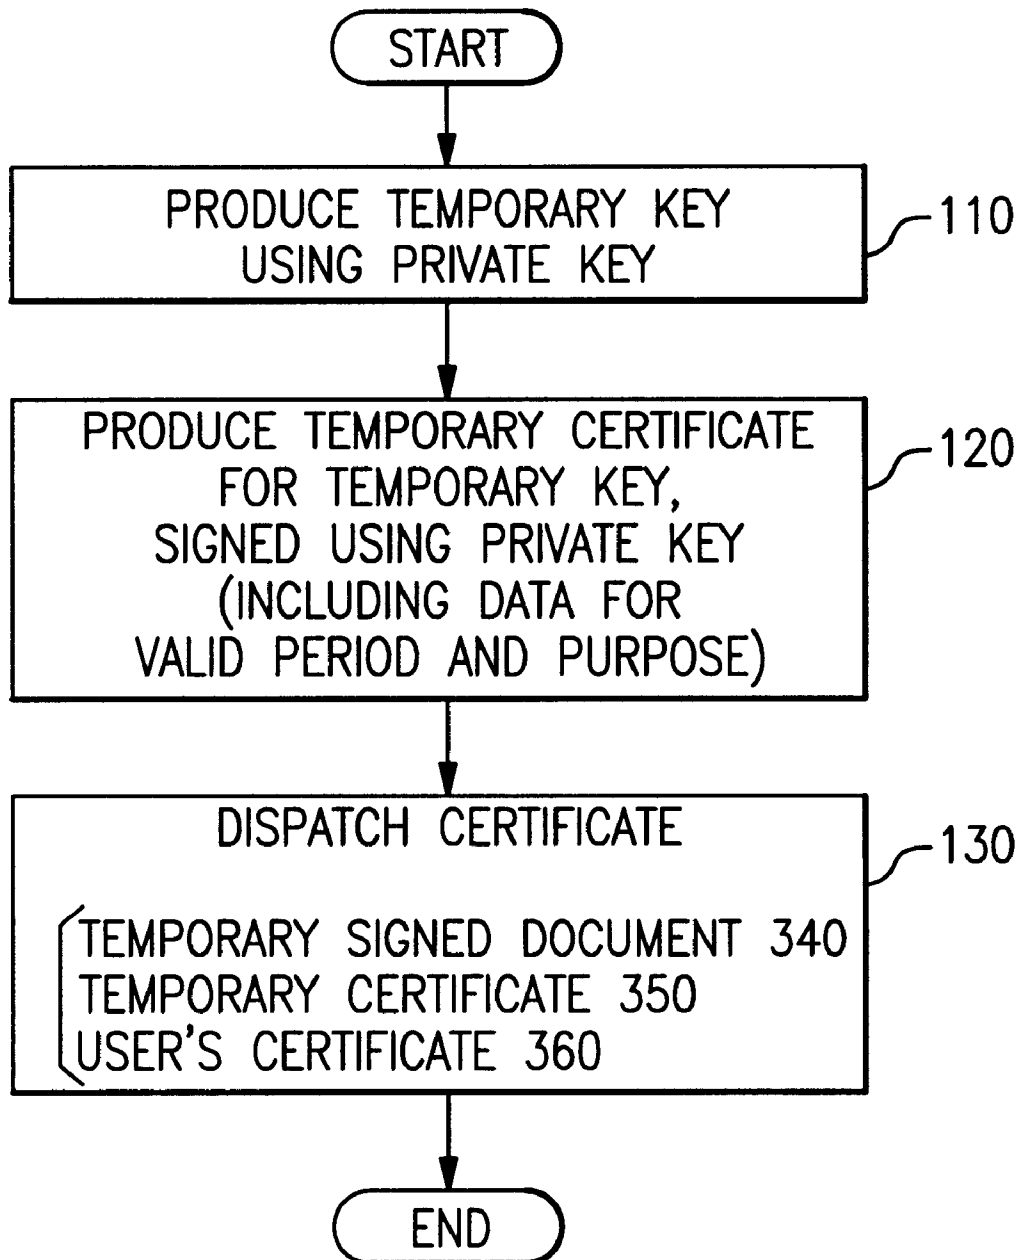 START
PRODUCE TEMPORARY KEY
USING PRIVATE KEY
110
PRODUCE TEMPORARY CERTIFICATE
FOR TEMPORARY KEY,
SIGNED USING PRIVATE KEY
(INCLUDING DATA FOR
VALID PERIOD AND PURPOSE)
120
DISPATCH CERTIFICATE
130
TEMPORARY SIGNED DOCUMENT 340
TEMPORARY CERTIFICATE 350
USER'S CERTIFICATE 360
END